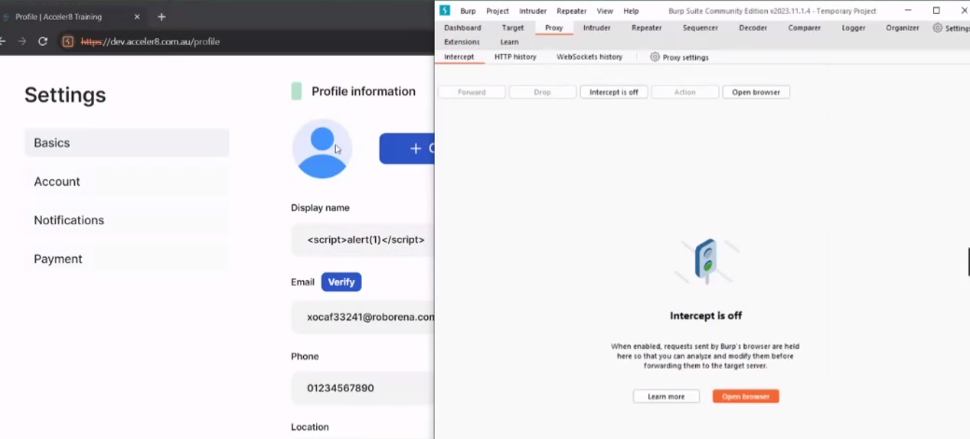 Profile | Acceler8 Training
https://dev.acceler8.com.au/profile
Settings
Basics
Account
Notifications
Payment
Profile information
Display name
<script>alert(1)</script>
Email Verify
xocaf33241@roborena.com
Phone
01234567890
Location
Burp Project Intruder Repeater View Help Burp Suite Community Edition v2023.11.1.4 - Temporary Project
Dashboard Target Proxy Intruder Repeater Sequencer Decoder Comparer Logger Organizer Settings
Extensions Learn
Intercept HTTP history WebSockets history Proxy settings
Forward Drop Intercept is off Action Open browser
Intercept is off
When enabled, requests sent by Burp's browser are held
here so that you can analyze and modify them before
forwarding them to the target server.
Learn more Open browser